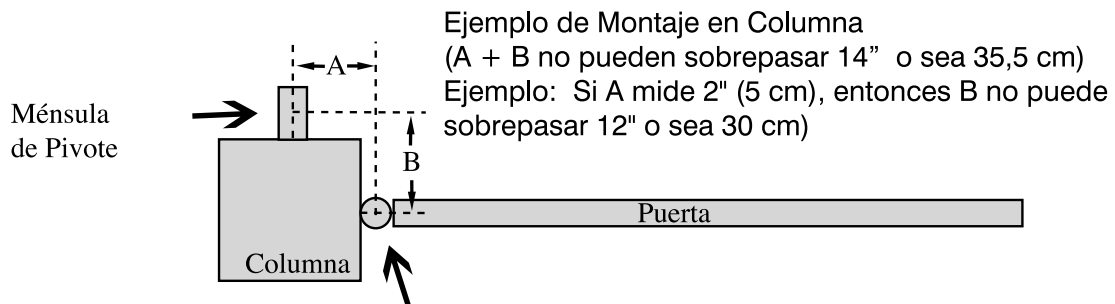 Ejemplo de Montaje en Columna
(A + B no pueden sobrepasar 14” o sea 35,5 cm)
Ejemplo: Si A mide 2" (5 cm), entonces B no puede
sobrepasar 12" o sea 30 cm)
A
Ménsula
de Pivote
B
Puerta
Columna